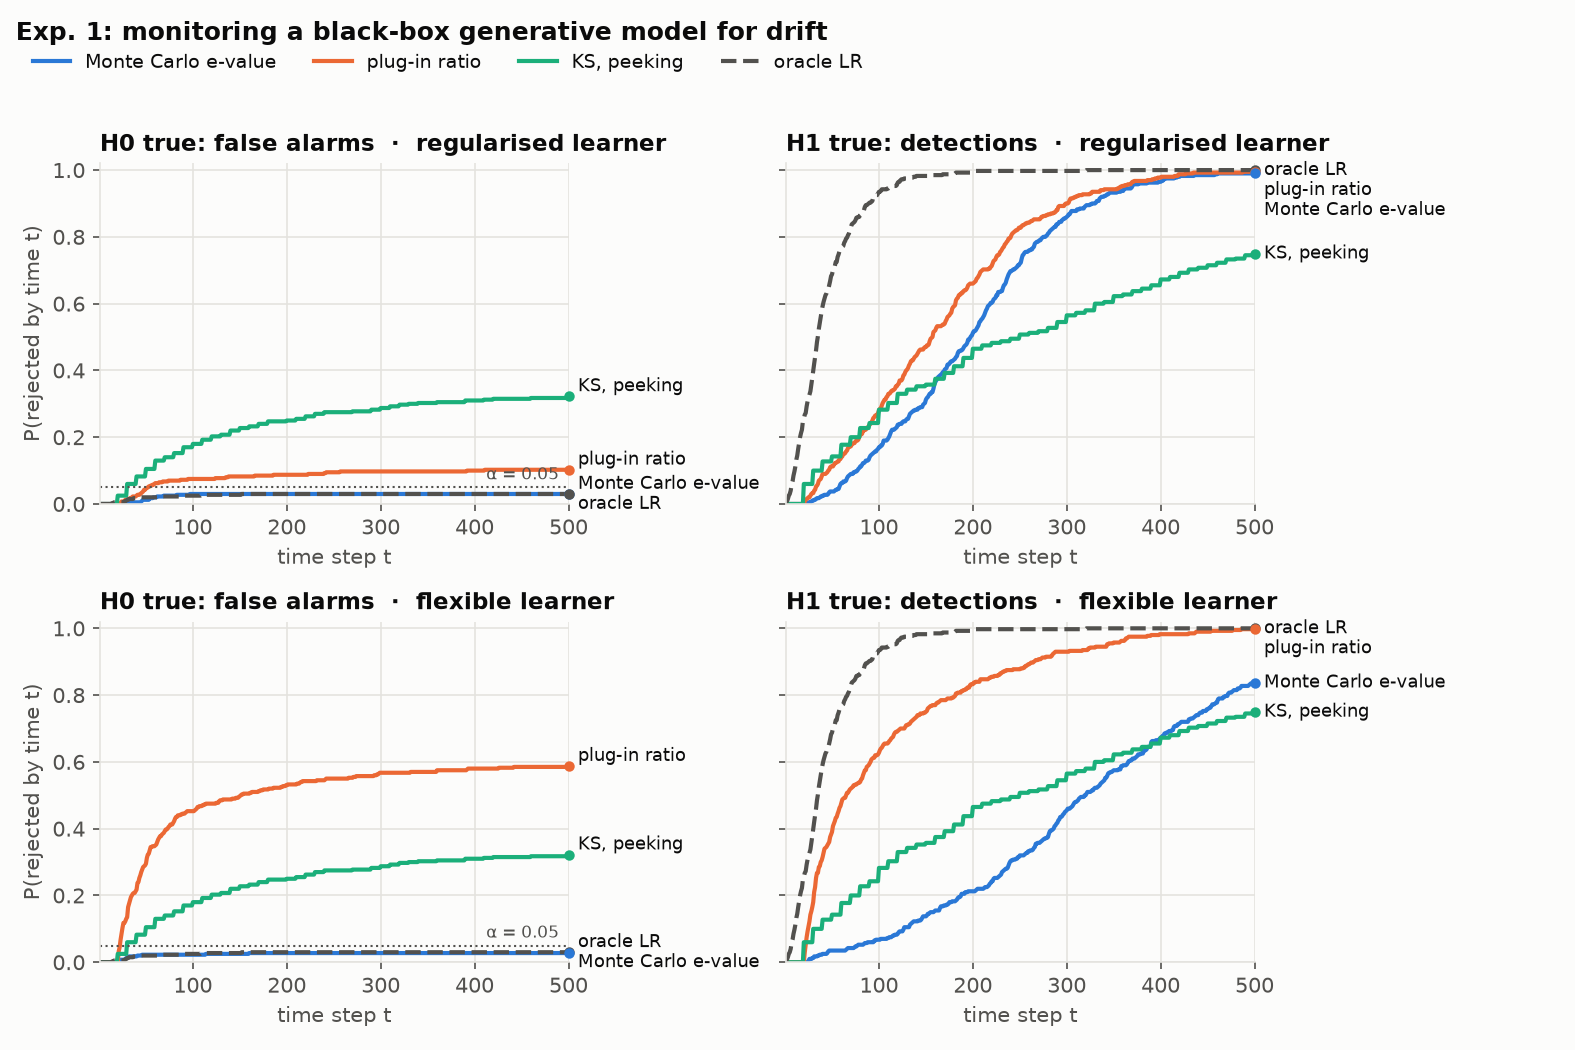 Exp. 1: monitoring a black-box generative model for drift
Monte Carlo e-value plug-in ratio KS, peeking oracle LR
H0 true: false alarms · regularised learner
P(rejected by time t)
1.0
0.8
0.6
0.4
0.2
0.0
KS, peeking
plug-in ratio
α = 0.05
Monte Carlo e-value
oracle LR
100 200 300 400 500
time step t
H1 true: detections · regularised learner
oracle LR
plug-in ratio
Monte Carlo e-value
KS, peeking
100 200 300 400 500
time step t
H0 true: false alarms · flexible learner
P(rejected by time t)
1.0
0.8
0.6
0.4
0.2
0.0
plug-in ratio
KS, peeking
α = 0.05
oracle LR
Monte Carlo e-value
100 200 300 400 500
time step t
H1 true: detections · flexible learner
oracle LR
plug-in ratio
Monte Carlo e-value
KS, peeking
100 200 300 400 500
time step t